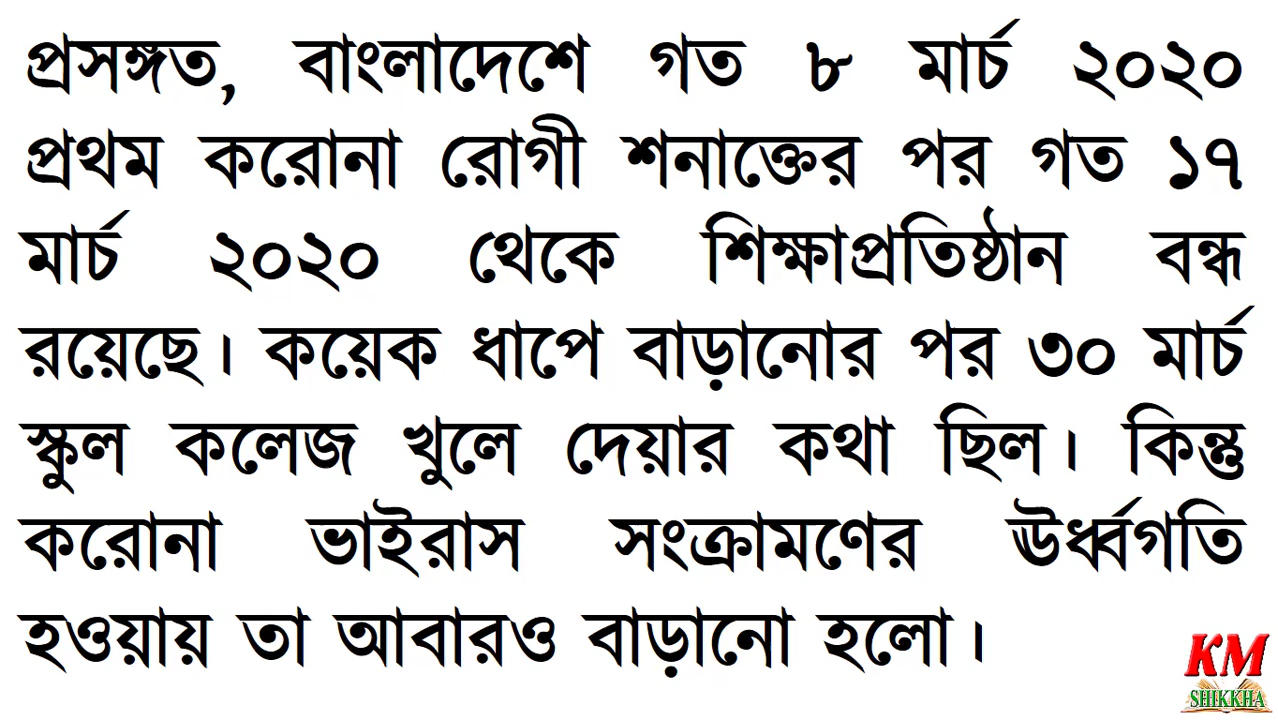 প্রসঙ্গত, বাংলাদেশে গত ৮ মার্চ ২০২০
প্রথম করোনা রোগী শনাক্তের পর গত ১৭
মার্চ ২০২০ থেকে শিক্ষাপ্রতিষ্ঠান বন্ধ
রয়েছে। কয়েক ধাপে বাড়ানোর পর ৩০ মার্চ
স্কুল কলেজ খুলে দেয়ার কথা ছিল। কিন্তু
করোনা ভাইরাস সংক্রামণের ঊর্ধ্বগতি
হওয়ায় তা আবারও বাড়ানো হলো।
KM
SHIKKHA